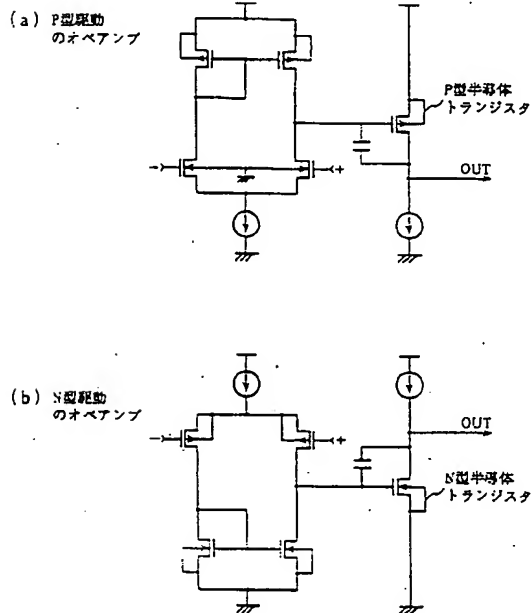 (a) P型駆動
のオペアンプ
P型半導体
トランジスタ
−
+
OUT
(b) N型駆動
のオペアンプ
−
+
OUT
N型半導体
トランジスタ